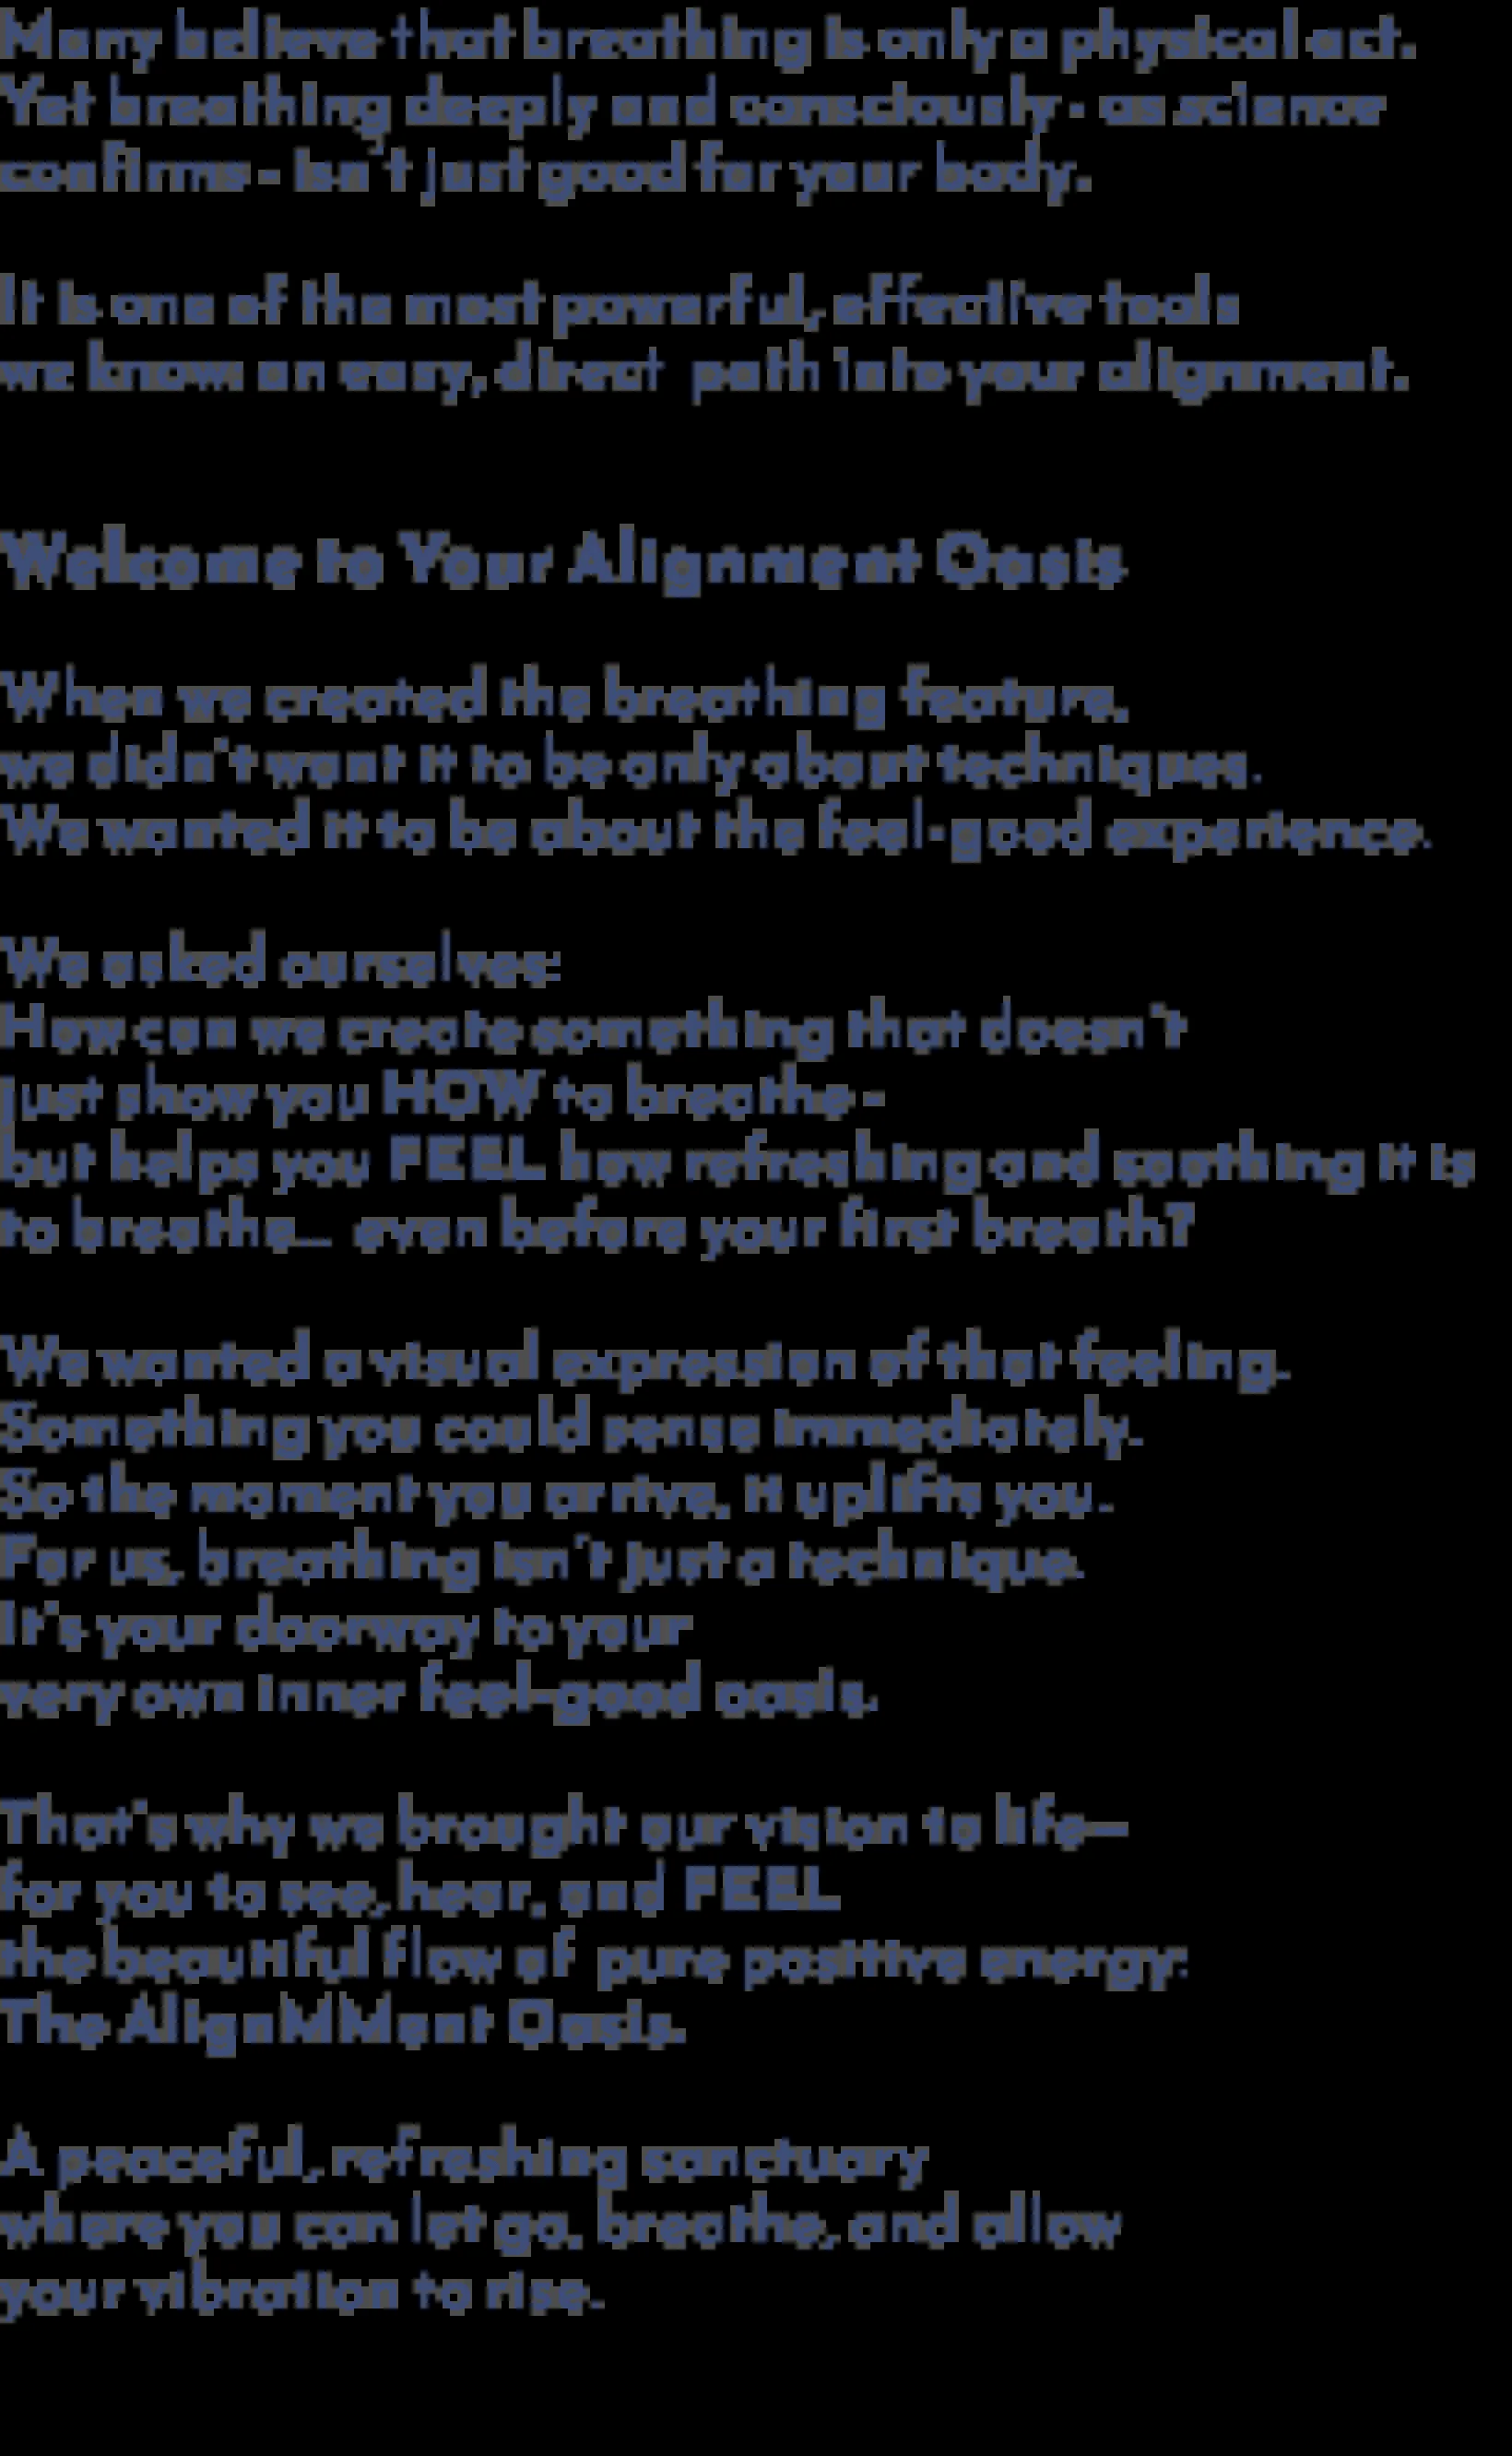 Many believe that breathing is only a physical act.
Yet breathing deeply and consciously - as science
confirms - isn't just good for your body.
It is one of the most powerful, effective tools
we know: an easy, direct path into your alignment.
Welcome to Your Alignment Oasis
When we created the breathing feature,
we didn't want it to be only about techniques.
We wanted it to be about the feel-good experience.
We asked ourselves:
How can we create something that doesn't
just show you HOW to breathe -
but helps you FEEL how refreshing and soothing it is
to breathe... even before your first breath?
We wanted a visual expression of that feeling.
Something you could sense immediately.
So the moment you arrive, it uplifts you.
For us, breathing isn't just a technique.
It's your doorway to your
very own inner feel-good oasis.
That's why we brought our vision to life—
for you to see, hear, and FEEL
the beautiful flow of pure positive energy:
The AlignMMent Oasis.
A peaceful, refreshing sanctuary
where you can let go, breathe, and allow
your vibration to rise.